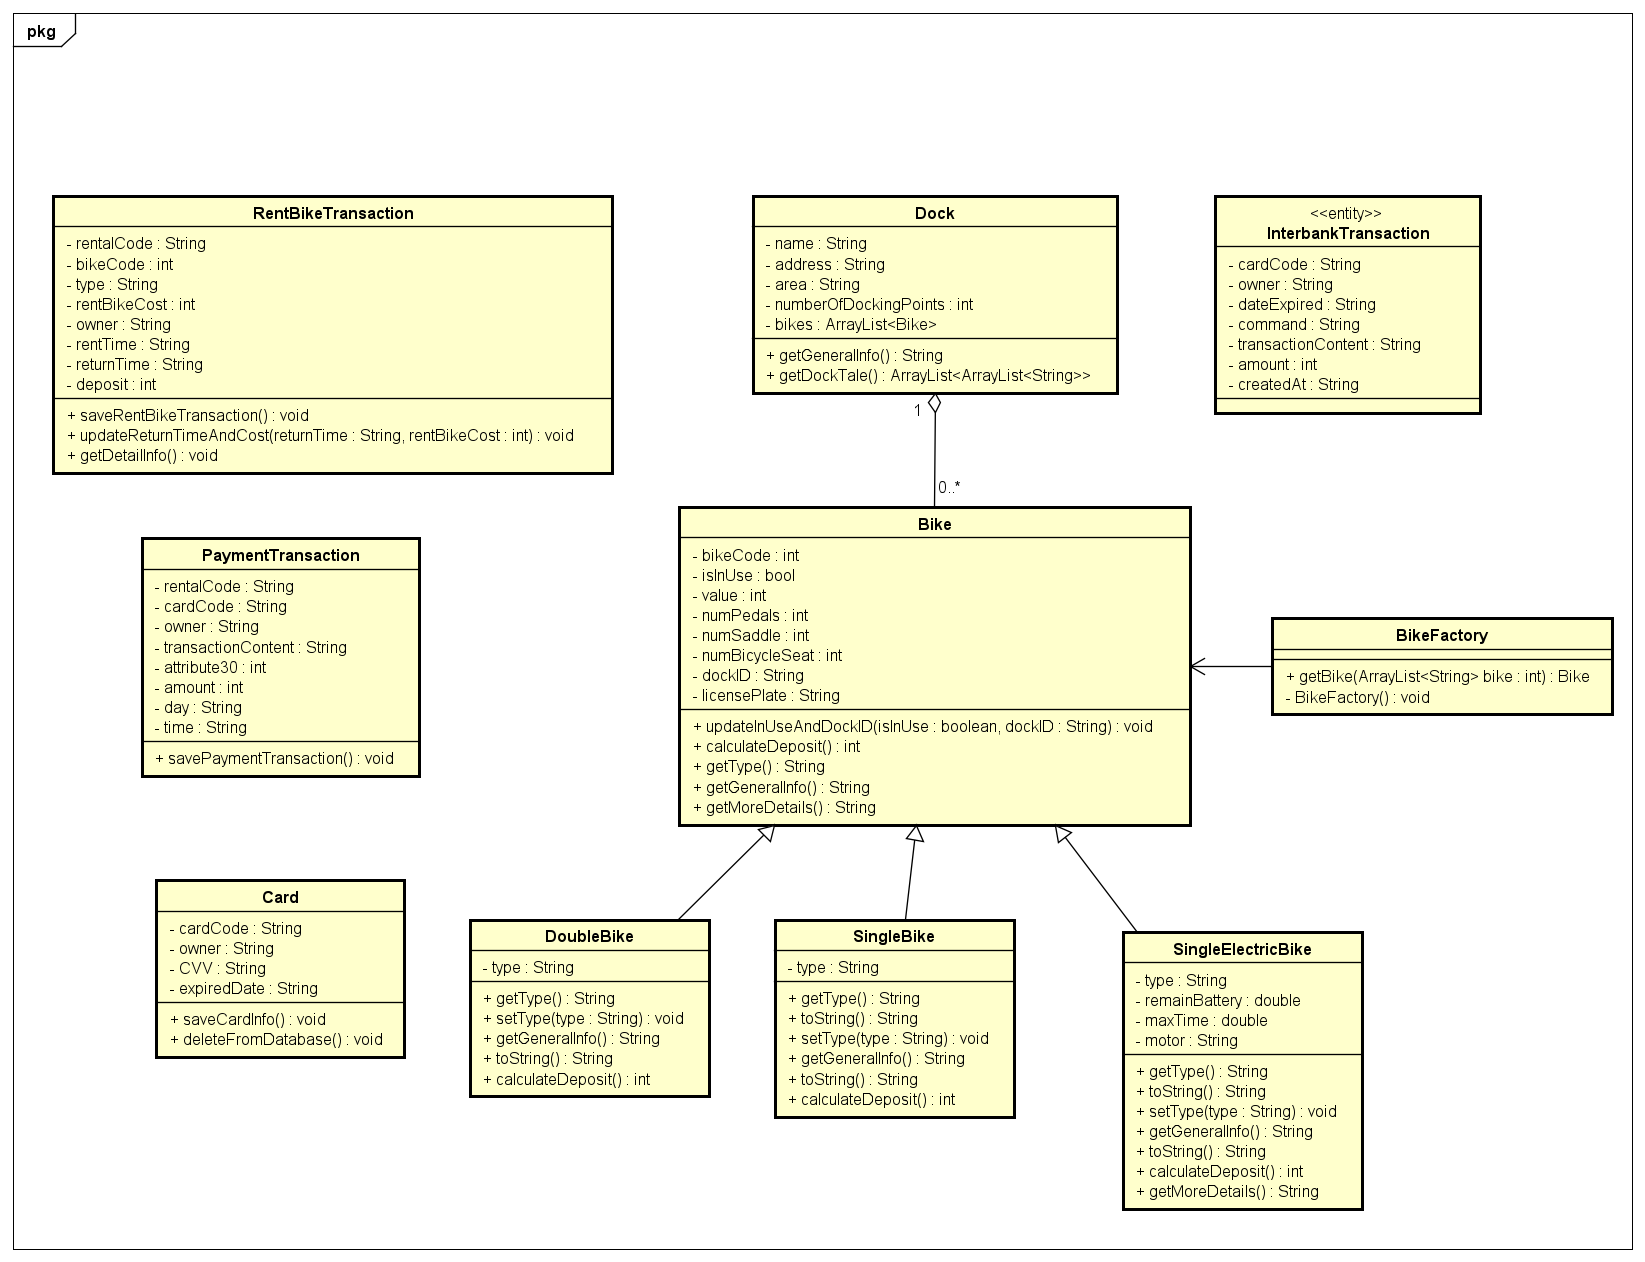 pkg
RentBikeTransaction
- rentalCode : String
- bikeCode : int
- type : String
- rentBikeCost : int
- owner : String
- rentTime : String
- returnTime : String
- deposit : int
+ saveRentBikeTransaction() : void
+ updateReturnTimeAndCost(returnTime : String, rentBikeCost : int) : void
+ getDetailInfo() : void
Dock
- name : String
- address : String
- area : String
- numberOfDockingPoints : int
- bikes : ArrayList<Bike>
+ getGeneralInfo() : String
+ getDockTale() : ArrayList<ArrayList<String>>
1
0..*
<<entity>>
InterbankTransaction
- cardCode : String
- owner : String
- dateExpired : String
- command : String
- transactionContent : String
- amount : int
- createdAt : String
PaymentTransaction
- rentalCode : String
- cardCode : String
- owner : String
- transactionContent : String
- attribute30 : int
- amount : int
- day : String
- time : String
+ savePaymentTransaction() : void
Bike
- bikeCode : int
- isInUse : bool
- value : int
- numPedals : int
- numSaddle : int
- numBicycleSeat : int
- dockID : String
- licensePlate : String
+ updateInUseAndDockID(isInUse : boolean, dockID : String) : void
+ calculateDeposit() : int
+ getType() : String
+ getGeneralInfo() : String
+ getMoreDetails() : String
BikeFactory
+ getBike(ArrayList<String> bike : int) : Bike
- BikeFactory() : void
Card
- cardCode : String
- owner : String
- CVV : String
- expiredDate : String
+ saveCardInfo() : void
+ deleteFromDatabase() : void
DoubleBike
- type : String
+ getType() : String
+ setType(type : String) : void
+ getGeneralInfo() : String
+ toString() : String
+ calculateDeposit() : int
SingleBike
- type : String
+ getType() : String
+ toString() : String
+ setType(type : String) : void
+ getGeneralInfo() : String
+ toString() : String
+ calculateDeposit() : int
SingleElectricBike
- type : String
- remainBattery : double
- maxTime : double
- motor : String
+ getType() : String
+ toString() : String
+ setType(type : String) : void
+ getGeneralInfo() : String
+ toString() : String
+ calculateDeposit() : int
+ getMoreDetails() : String